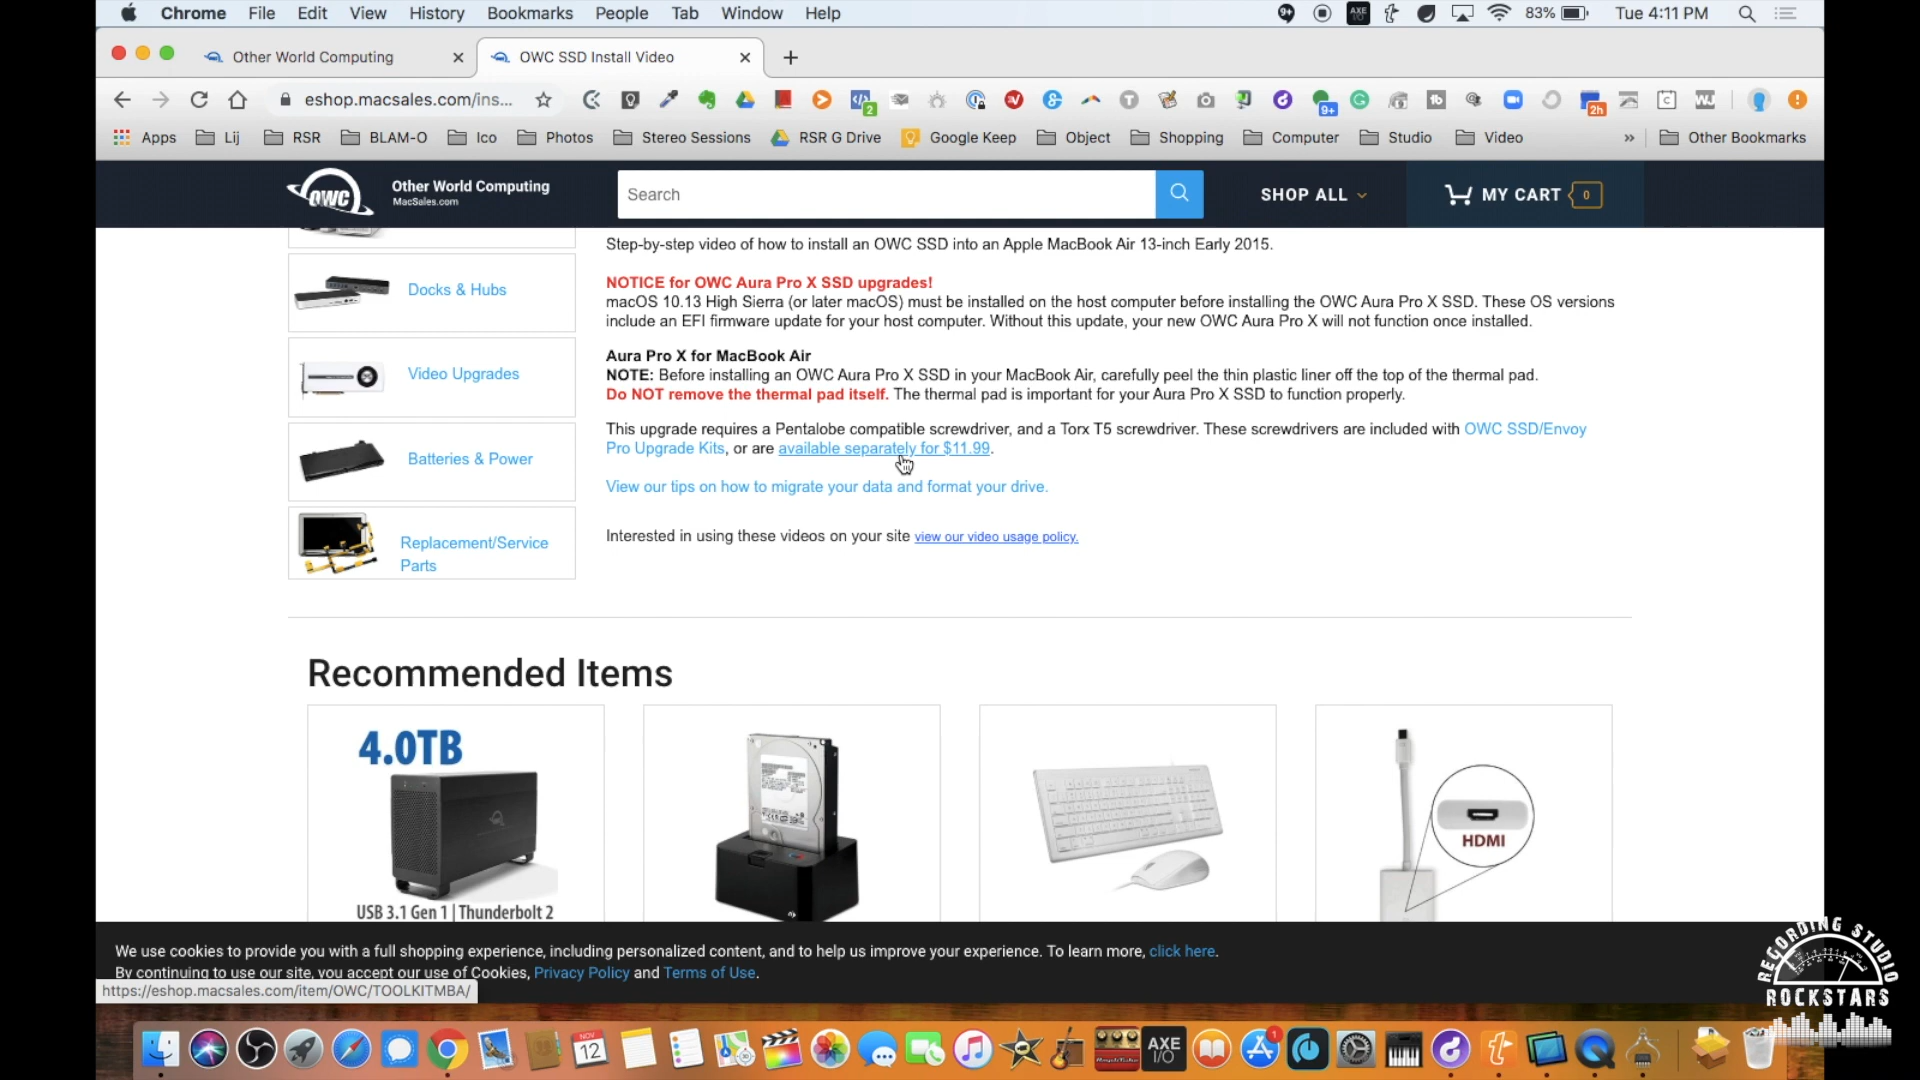 Chrome File Edit View History Bookmarks People Tab Window Help 9+ AXE I/O 83% Tue 4:11 PM
Other World Computing OWC SSD Install Video
eshop.macsales.com/ins... 2 9+ 2h
Apps Lij RSR BLAM-O Ico Photos Stereo Sessions RSR G Drive Google Keep Object Shopping Computer Studio Video » Other Bookmarks
OWC Other World Computing
MacSales.com
Search
SHOP ALL MY CART 0
Step-by-step video of how to install an OWC SSD into an Apple MacBook Air 13-inch Early 2015.
NOTICE for OWC Aura Pro X SSD upgrades!
macOS 10.13 High Sierra (or later macOS) must be installed on the host computer before installing the OWC Aura Pro X SSD. These OS versions
include an EFI firmware update for your host computer. Without this update, your new OWC Aura Pro X will not function once installed.
Aura Pro X for MacBook Air
NOTE: Before installing an OWC Aura Pro X SSD in your MacBook Air, carefully peel the thin plastic liner off the top of the thermal pad.
Do NOT remove the thermal pad itself. The thermal pad is important for your Aura Pro X SSD to function properly.
This upgrade requires a Pentalobe compatible screwdriver, and a Torx T5 screwdriver. These screwdrivers are included with OWC SSD/Envoy
Pro Upgrade Kits, or are available separately for $11.99.
View our tips on how to migrate your data and format your drive.
Interested in using these videos on your site view our video usage policy.
Docks & Hubs
Video Upgrades
Batteries & Power
Replacement/Service
Parts
Recommended Items
4.0TB
USB 3.1 Gen 1 | Thunderbolt 2
HDMI
We use cookies to provide you with a full shopping experience, including personalized content, and to help us improve your experience. To learn more, click here.
By continuing to use our site, you accept our use of Cookies, Privacy Policy and Terms of Use.
https://eshop.macsales.com/item/OWC/TOOLKITMBA/
NOV
12
AXE
I/O
1
RECORDING STUDIO
ROCKSTARS